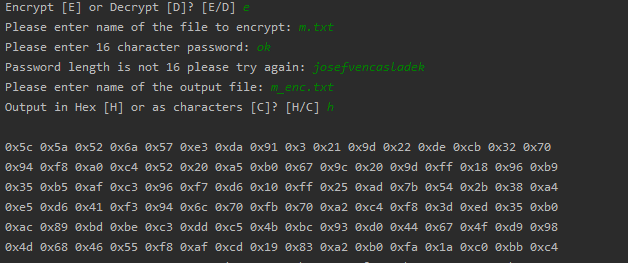 Encrypt [E] or Decrypt [D]? [E/D] e
Please enter name of the file to encrypt: m.txt
Please enter 16 character password: ok
Password length is not 16 please try again: josefvencasladek
Please enter name of the output file: m_enc.txt
Output in Hex [H] or as characters [C]? [H/C] h
0x5c 0x5a 0x52 0x6a 0x57 0xe3 0xda 0x91 0x3 0x21 0x9d 0x22 0xde 0xcb 0x32 0x70
0x94 0xf8 0xa0 0xc4 0x52 0x20 0xa5 0xb0 0x67 0x9c 0x20 0x9d 0xff 0x18 0x96 0xb9
0x35 0xb5 0xaf 0xc3 0x96 0xf7 0xd6 0x10 0xff 0x25 0xad 0x7b 0x54 0x2b 0x38 0xa4
0xe5 0xd6 0x41 0xf3 0x94 0x6c 0x70 0xfb 0x70 0xa2 0xc4 0xf8 0x3d 0xed 0x35 0xb0
0xac 0x89 0xbd 0xbe 0xc3 0xdd 0xc5 0x4b 0xbc 0x93 0xd0 0x44 0x67 0x4f 0xd9 0x98
0x4d 0x68 0x46 0x55 0xf8 0xaf 0xcd 0x19 0x83 0xa2 0xb0 0xfa 0x1a 0xc0 0xbb 0xc4